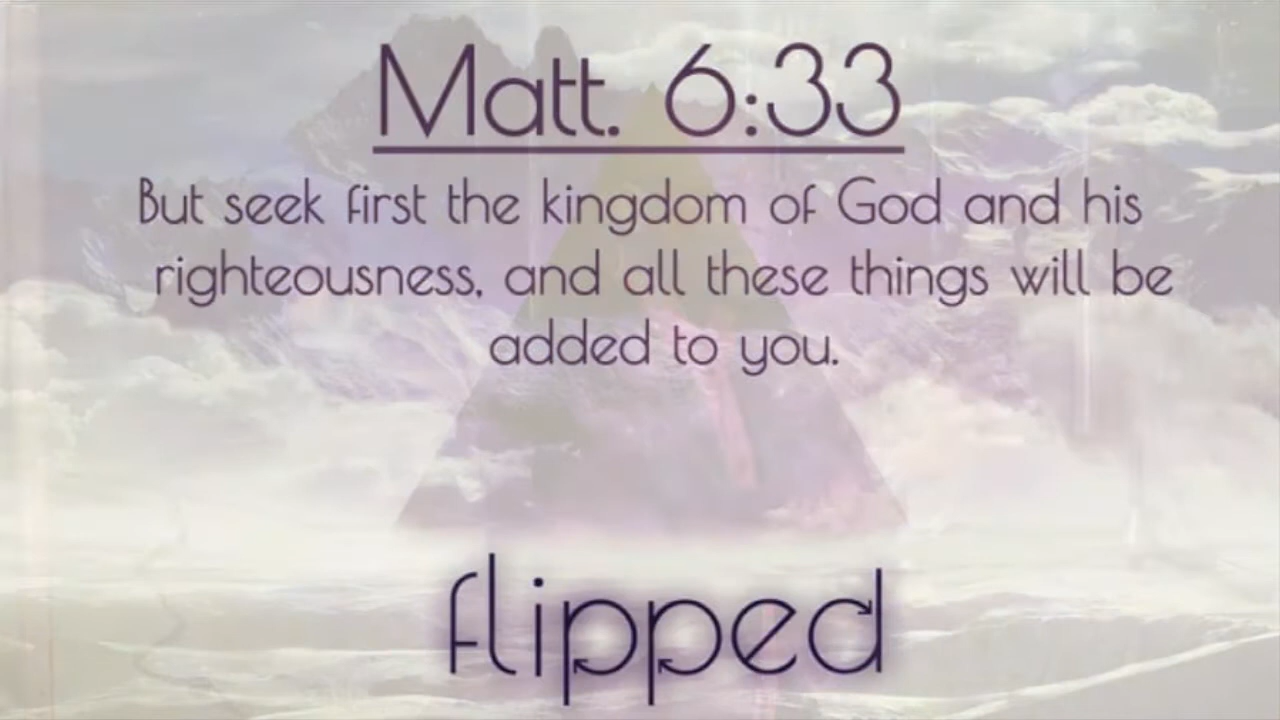 Matt. 6:33
But seek first the kingdom of God and his
righteousness, and all these things will be
added to you.
flipped